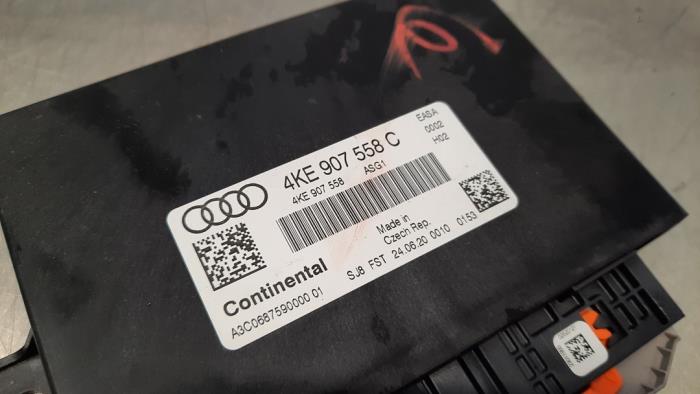 4KE 907 558 C
4KE 907 558 ASG1
EASA
0002
H02
Made in
Czech Rep.
Continental
SJ8 FST 24.06.20 0010 0153
A3C0687590000 01